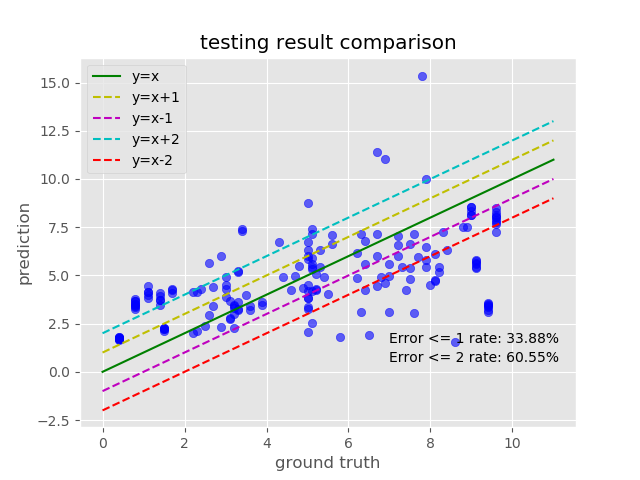 testing result comparison
y=x
y=x+1
y=x-1
y=x+2
y=x-2
15.0
12.5
10.0
7.5
5.0
2.5
0.0
−2.5
prediction
Error <= 1 rate: 33.88%
Error <= 2 rate: 60.55%
0 2 4 6 8 10
ground truth